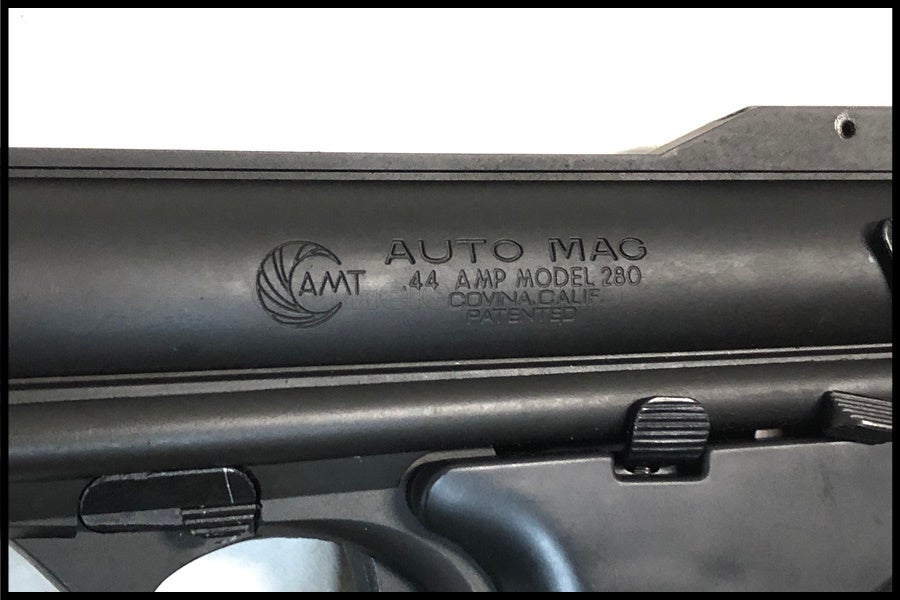 AMT
AUTO MAG
.44 AMP MODEL 280
COVINA, CALIF
PATENTED